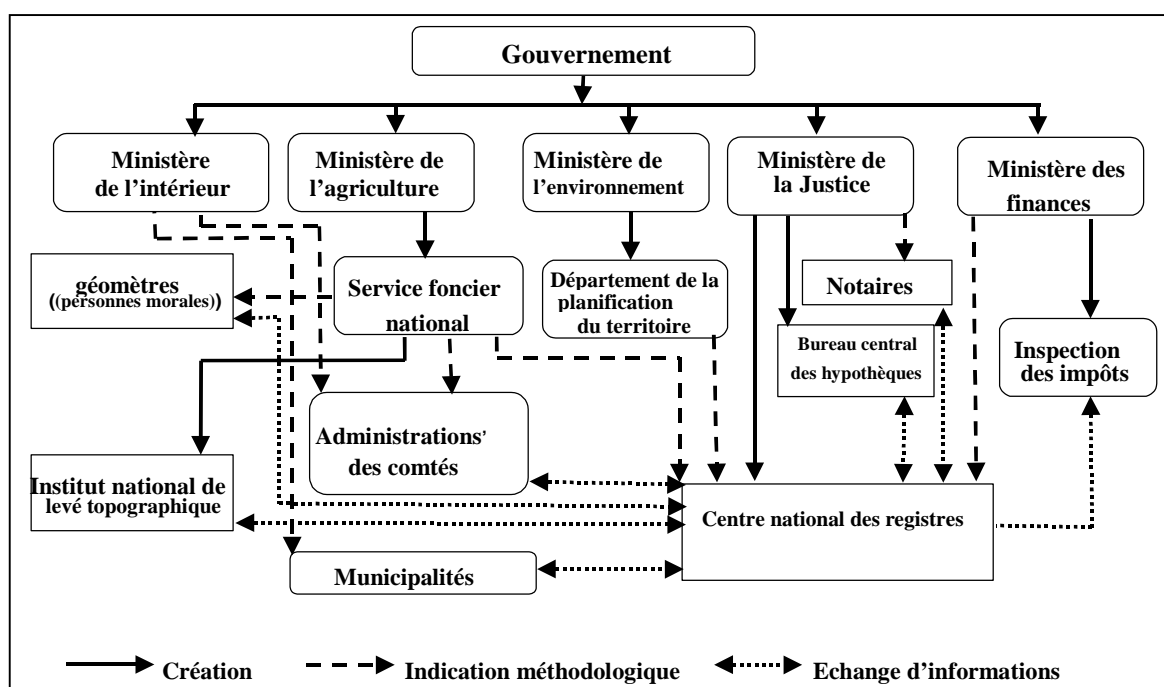 Gouvernement
Ministère
de l'intérieur
Ministère de
l'agriculture
Ministère de
l'environnement
Ministère de
la Justice
Ministère des
finances
géomètres
((personnes morales))
Service foncier
national
Département de la
planification
du territoire
Notaires
Bureau central
des hypothèques
Inspection
des impôts
Administrations'
des comtés
Institut national de
levé topographique
Centre national des registres
Municipalités
Création
Indication méthodologique
Echange d'informations